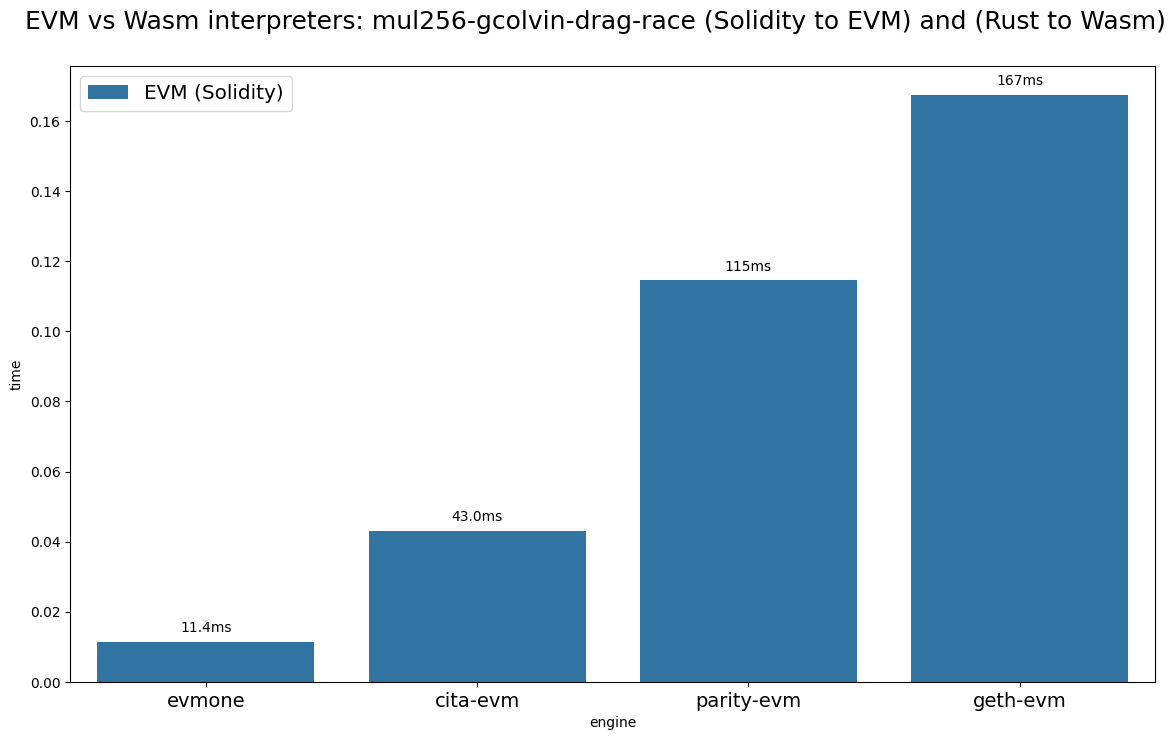 EVM vs Wasm interpreters: mul256-gcolvin-drag-race (Solidity to EVM) and (Rust to Wasm)
EVM (Solidity)
167ms
0.16
0.14
0.12
115ms
0.10
time
0.08
0.06
43.0ms
0.04
0.02
11.4ms
0.00
evmone cita-evm parity-evm geth-evm
engine